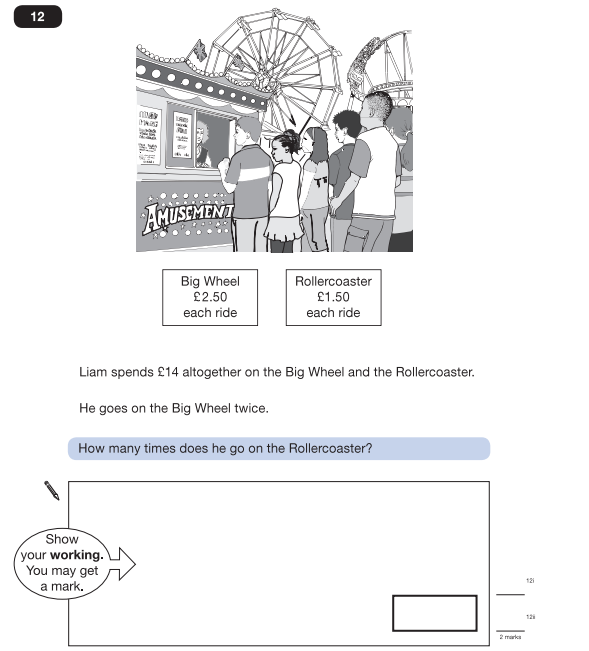 12
AMUSEMENT
Big Wheel
£2.50
each ride
Rollercoaster
£1.50
each ride
Liam spends £14 altogether on the Big Wheel and the Rollercoaster.
He goes on the Big Wheel twice.
How many times does he go on the Rollercoaster?
Show
your working.
You may get
a mark.
12i
12ii
2 marks